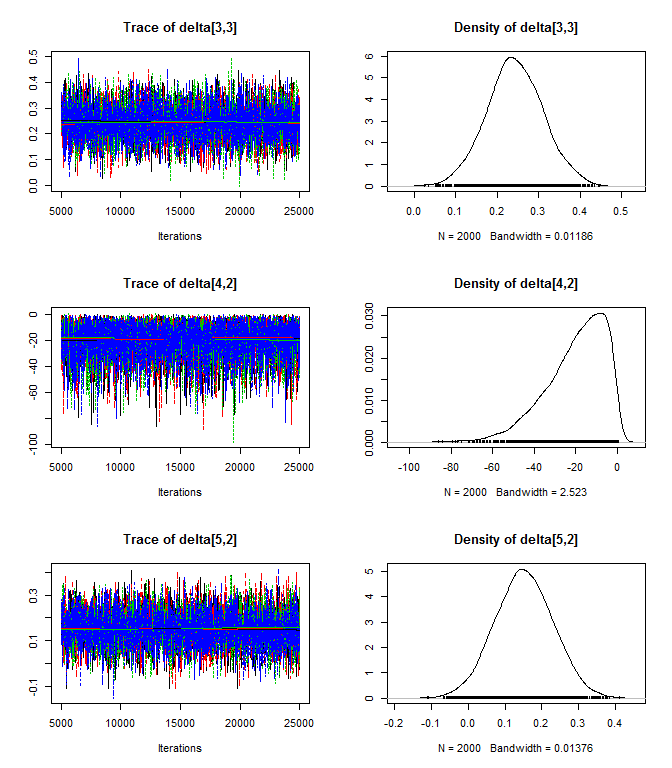 Trace of delta[3,3]
0.0 0.1 0.2 0.3 0.4 0.5
5000 10000 15000 20000 25000
Iterations
Density of delta[3,3]
0 1 2 3 4 5 6
0.0 0.1 0.2 0.3 0.4 0.5
N = 2000 Bandwidth = 0.01186
Trace of delta[4,2]
-100 -60 -40 -20 0
5000 10000 15000 20000 25000
Iterations
Density of delta[4,2]
0.000 0.010 0.020 0.030
-100 -80 -60 -40 -20 0
N = 2000 Bandwidth = 2.523
Trace of delta[5,2]
-0.1 0.1 0.3
5000 10000 15000 20000 25000
Iterations
Density of delta[5,2]
0 1 2 3 4 5
-0.2 -0.1 0.0 0.1 0.2 0.3 0.4
N = 2000 Bandwidth = 0.01376